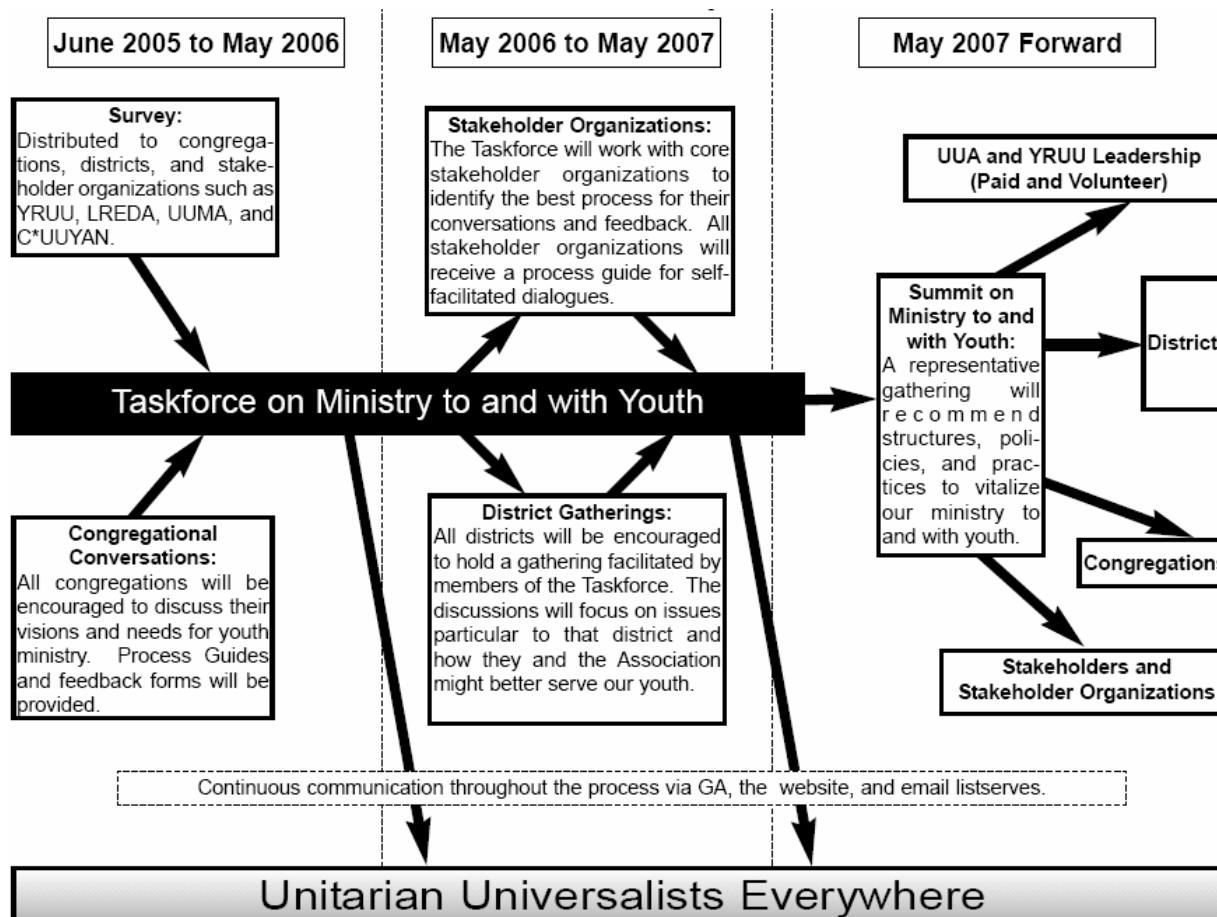 June 2005 to May 2006
May 2006 to May 2007
May 2007 Forward
Survey:
Distributed to congrega-
tions, districts, and stake-
holder organizations such as
YRUU, LREDA, UUMA, and
C*UUYAN.
Stakeholder Organizations:
The Taskforce will work with core
stakeholder organizations to
identify the best process for their
conversations and feedback. All
stakeholder organizations will
receive a process guide for self-
facilitated dialogues.
UUA and YRUU Leadership
(Paid and Volunteer)
Summit on
Ministry to and
with Youth:
A representative
gathering will
recommend
structures, poli-
cies, and prac-
tices to vitalize
our ministry to
and with youth.
District
Taskforce on Ministry to and with Youth
Congregational
Conversations:
All congregations will be
encouraged to discuss their
visions and needs for youth
ministry. Process Guides
and feedback forms will be
provided.
District Gatherings:
All districts will be encouraged
to hold a gathering facilitated by
members of the Taskforce. The
discussions will focus on issues
particular to that district and
how they and the Association
might better serve our youth.
Congregations
Stakeholders and
Stakeholder Organizations
Continuous communication throughout the process via GA, the website, and email listserves.
Unitarian Universalists Everywhere